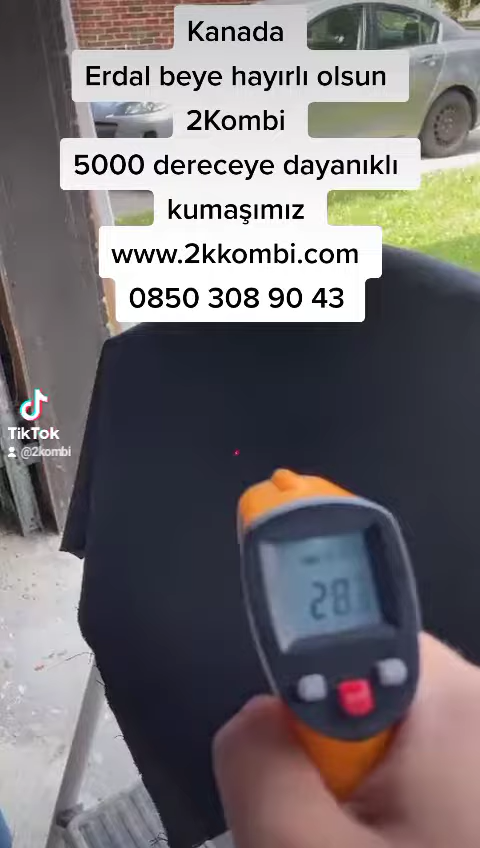 Kanada
Erdal beye hayırlı olsun
2Kombi
5000 dereceye dayanıklı
kumaşımız
www.2kkombi.com
0850 308 90 43
TikTok
@2kombi
28